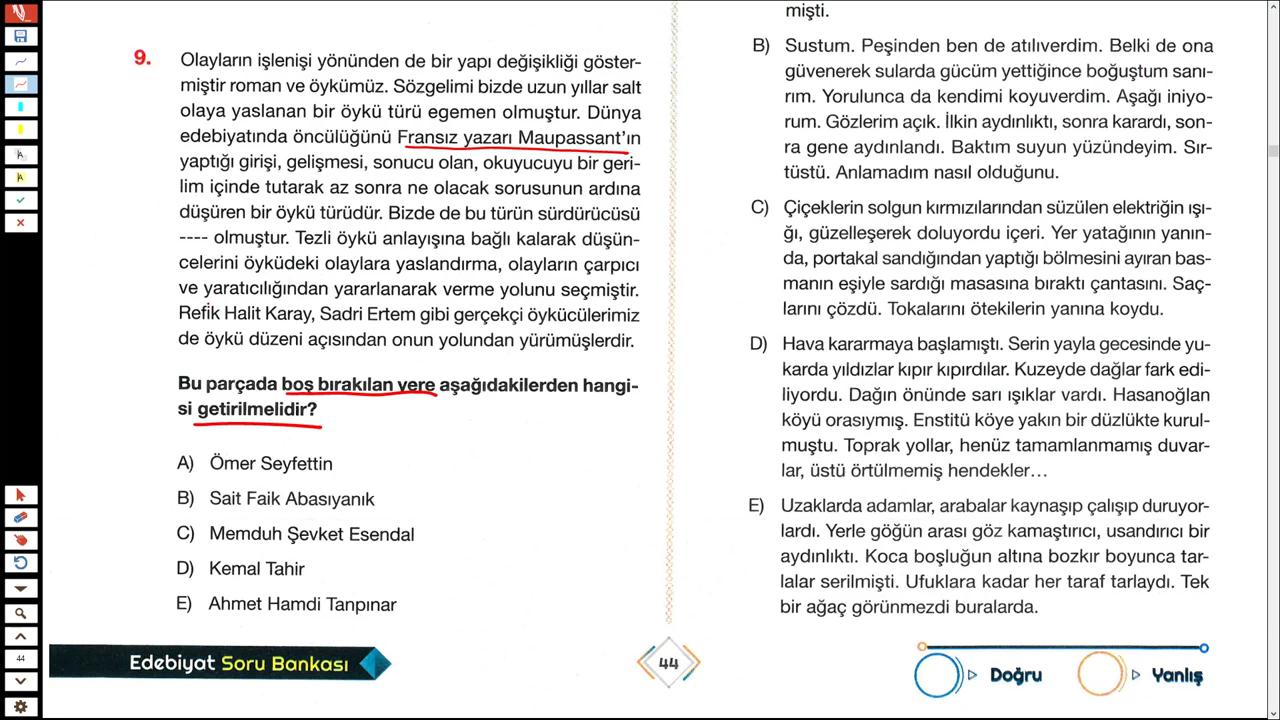 9.
Olayların işlenişi yönünden de bir yapı değişikliği göster-
miştir roman ve öykümüz. Sözgelimi bizde uzun yıllar salt
olaya yaslanan bir öykü türü egemen olmuştur. Dünya
edebiyatında öncülüğünü Fransız yazarı Maupassant'ın
yaptığı girişi, gelişmesi, sonucu olan, okuyucuyu bir geri-
lim içinde tutarak az sonra ne olacak sorusunun ardına
düşüren bir öykü türüdür. Bizde de bu türün sürdürücüsü
---- olmuştur. Tezli öykü anlayışına bağlı kalarak düşün-
celerini öyküdeki olaylara yaslandırma, olayların çarpıcı
ve yaratıcılığından yararlanarak verme yolunu seçmiştir.
Refik Halit Karay, Sadri Ertem gibi gerçekçi öykücülerimiz
de öykü düzeni açısından onun yolundan yürümüşlerdir.
Bu parçada boş bırakılan yere aşağıdakilerden hangi-
si getirilmelidir?
A) Ömer Seyfettin
B) Sait Faik Abasıyanık
C) Memduh Şevket Esendal
D) Kemal Tahir
E) Ahmet Hamdi Tanpınar
mişti.
B) Sustum. Peşinden ben de atılıverdim. Belki de ona
güvenerek sularda gücüm yettiğince boğuştum sanı-
rım. Yorulunca da kendimi koyuverdim. Aşağı iniyo-
rum. Gözlerim açık. İlkin aydınlıktı, sonra karardı, son-
ra gene aydınlandı. Baktım suyun yüzündeyim. Sır-
tüstü. Anlamadım nasıl olduğunu.
C) Çiçeklerin solgun kırmızılarından süzülen elektriğin ışı-
ğı, güzelleşerek doluyordu içeri. Yer yatağının yanın-
da, portakal sandığından yaptığı bölmesini ayıran bas-
manın eşiyle sardığı masasına bıraktı çantasını. Saç-
larını çözdü. Tokalarını ötekilerin yanına koydu.
D) Hava kararmaya başlamıştı. Serin yayla gecesinde yu-
karda yıldızlar kıpır kıpırdılar. Kuzeyde dağlar fark edi-
liyordu. Dağın önünde sarı ışıklar vardı. Hasanoğlan
köyü orasıymış. Enstitü köye yakın bir düzlükte kurul-
muştu. Toprak yollar, henüz tamamlanmamış duvar-
lar, üstü örtülmemiş hendekler...
E) Uzaklarda adamlar, arabalar kaynaşıp çalışıp duruyor-
lardı. Yerle göğün arası göz kamaştırıcı, usandırıcı bir
aydınlıktı. Koca boşluğun altına bozkır boyunca tar-
lalar serilmişti. Ufuklara kadar her taraf tarlaydı. Tek
bir ağaç görünmezdi buralarda.
Edebiyat Soru Bankası
44
Doğru
Yanlış
A
A
44